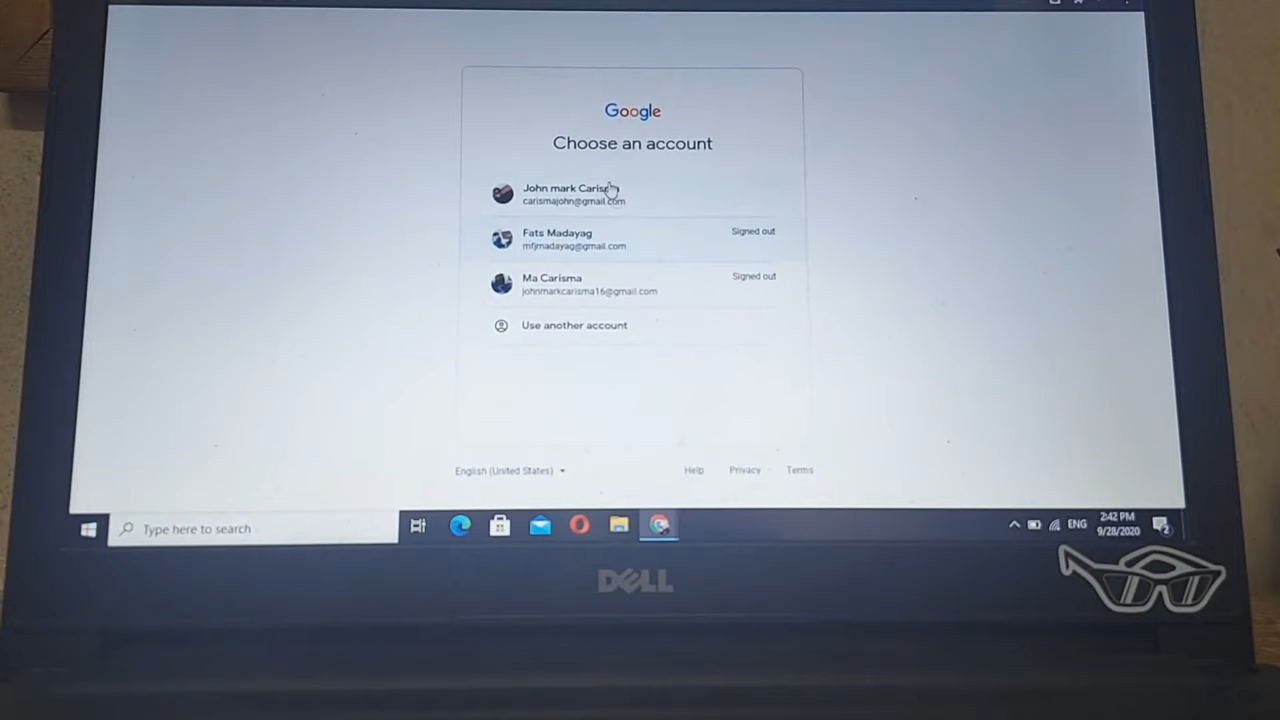 Google
Choose an account
John mark Carisma
carismajohn@gmail.com
Fats Madayag
Signed out
mfjmadayag@gmail.com
Ma Carisma
Signed out
johnmarkcarisma16@gmail.com
Use another account
English (United States)
Help
Privacy
Terms
Type here to search
ENG
2:42 PM
9/28/2020
2
DELL